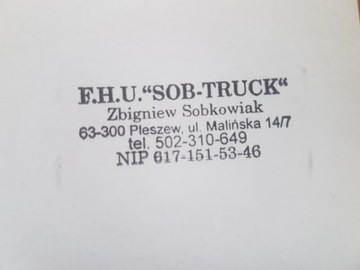 F.H.U."SOB-TRUCK"
Zbigniew Sobkowiak
63-300 Pleszew, ul. Malińska 14/7
tel. 502-310-649
NIP 617-151-53-46